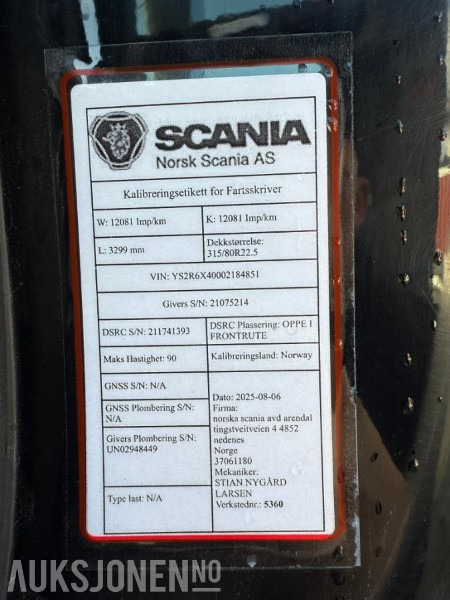 SCANIA
Norsk Scania AS
Kalibreringsetikett for Fartsskriver
W: 12081 Imp/km
K: 12081 Imp/km
L: 3299 mm
Dekkstørrelse:
315/80R22.5
VIN: YS2R6X40002184851
Givers S/N: 21075214
DSRC S/N: 211741393
DSRC Plassering: OPPE I
FRONTRUTE
Maks Hastighet: 90
Kalibreringsland: Norway
GNSS S/N: N/A
GNSS Plombering S/N:
N/A
Givers Plombering S/N:
UN02948449
Type last: N/A
Dato: 2025-08-06
Firma:
norska scania avd arendal
tingstveitveien 4 4852
nedenes
Norge
37061180
Mekaniker:
STIAN NYGÅRD
LARSEN
Verkstednr.: 5360
AUKSJONEN.NO